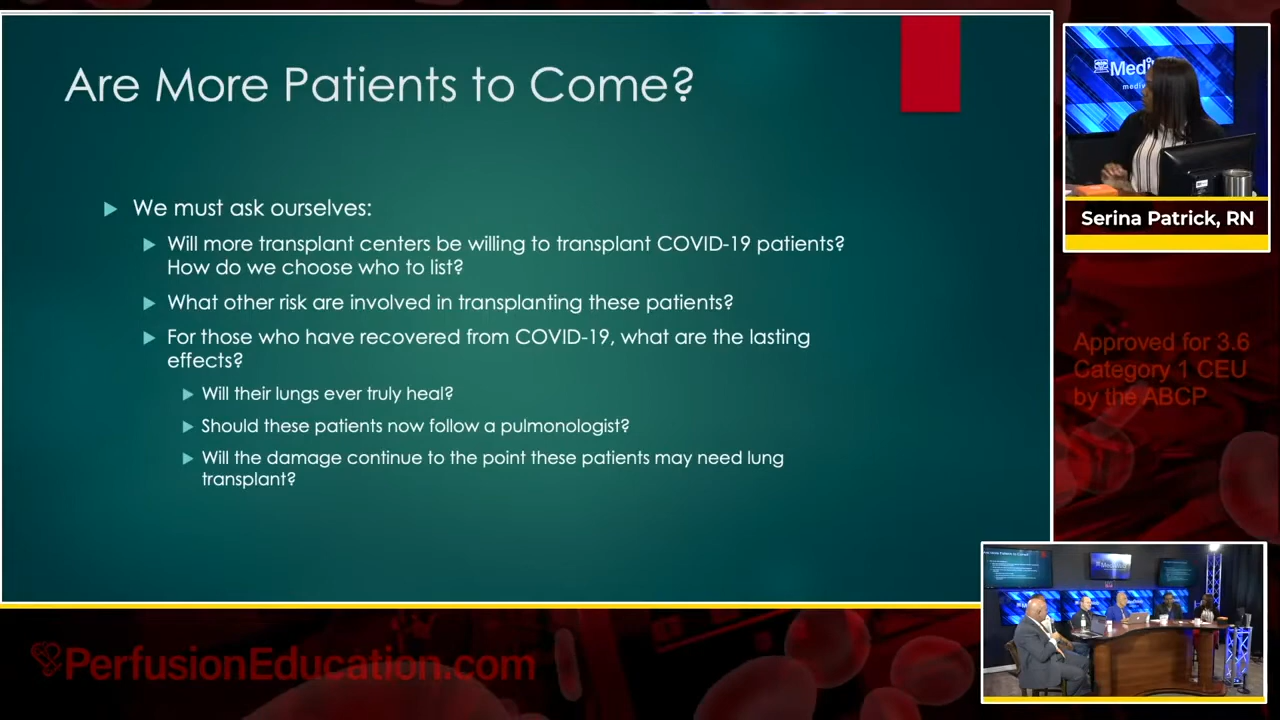 Are More Patients to Come?
We must ask ourselves:
Will more transplant centers be willing to transplant COVID-19 patients?
How do we choose who to list?
What other risk are involved in transplanting these patients?
For those who have recovered from COVID-19, what are the lasting
effects?
Will their lungs ever truly heal?
Should these patients now follow a pulmonologist?
Will the damage continue to the point these patients may need lung
transplant?
Serina Patrick, RN
Approved for 3.6
Category 1 CEU
by the ABCP
PerfusionEducation.com